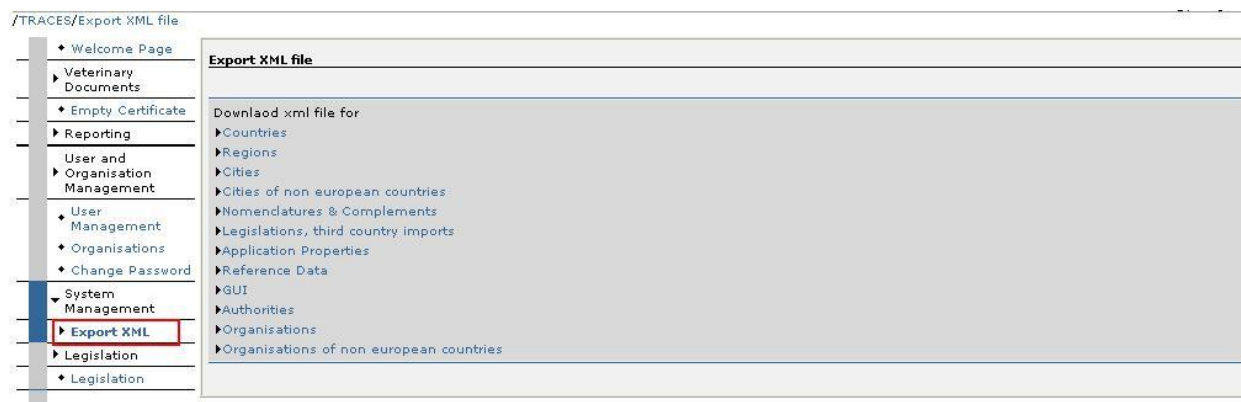 /TRACES/Export XML file
Welcome Page
Veterinary
Documents
Empty Certificate
Reporting
User and
Organisation
Management
User
Management
Organisations
Change Password
System
Management
Export XML
Legislation
Legislation
Export XML file
Downlaod xml file for
Countries
Regions
Cities
Cities of non european countries
Nomenclatures & Complements
Legislations, third country imports
Application Properties
Reference Data
GUI
Authorities
Organisations
Organisations of non european countries